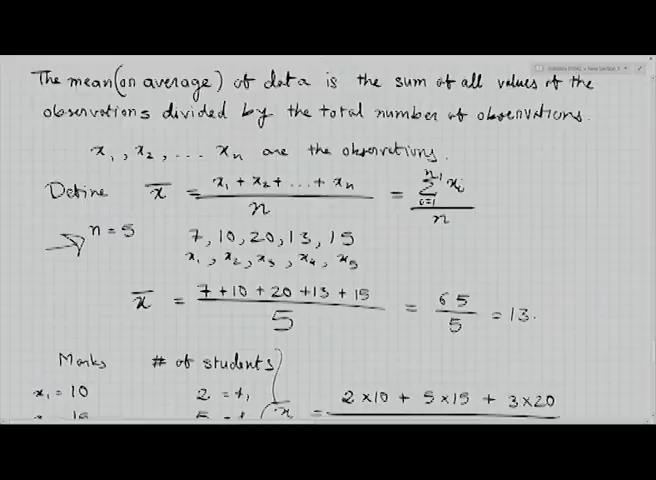 The mean (or average) of data is the sum of all values of the
observations divided by the total number of observations.
x₁, x₂, ... xₙ are the observations.
Define x̄ = (x₁ + x₂ + ... + xₙ)/n = (Σᵢ₌₁ⁿ xᵢ)/n
n = 5 7, 10, 20, 13, 15
x₁, x₂, x₃, x₄, x₅
x̄ = (7 + 10 + 20 + 13 + 15)/5 = 65/5 = 13.
Marks # of students
x₁ = 10 2 = f₁
x̄ = 2 × 10 + 5 × 15 + 3 × 20